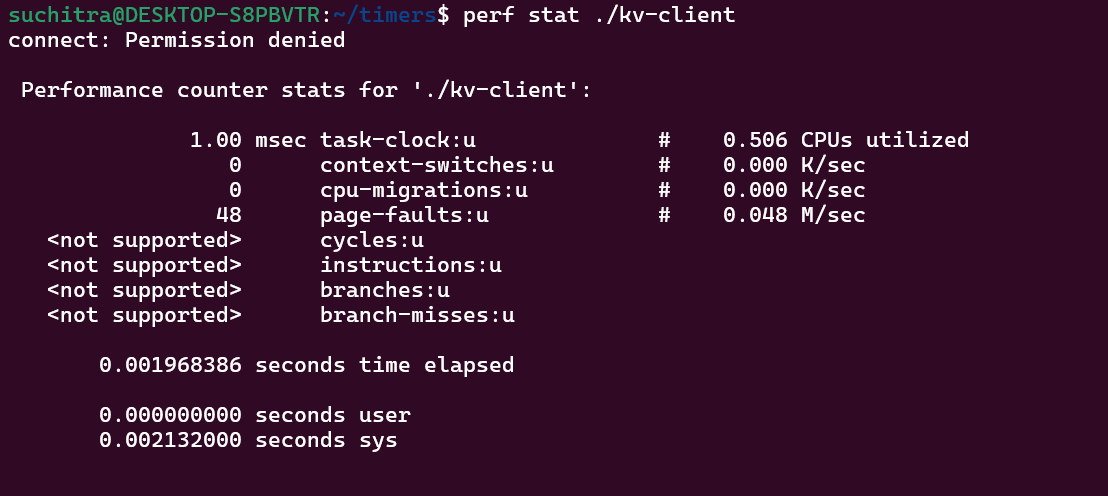 suchitra@DESKTOP-S8PBVTR:~/timers$ perf stat ./kv-client
connect: Permission denied
Performance counter stats for './kv-client':
1.00 msec task-clock:u # 0.506 CPUs utilized
0 context-switches:u # 0.000 K/sec
0 cpu-migrations:u # 0.000 K/sec
48 page-faults:u # 0.048 M/sec
<not supported> cycles:u
<not supported> instructions:u
<not supported> branches:u
<not supported> branch-misses:u
0.001968386 seconds time elapsed
0.000000000 seconds user
0.002132000 seconds sys